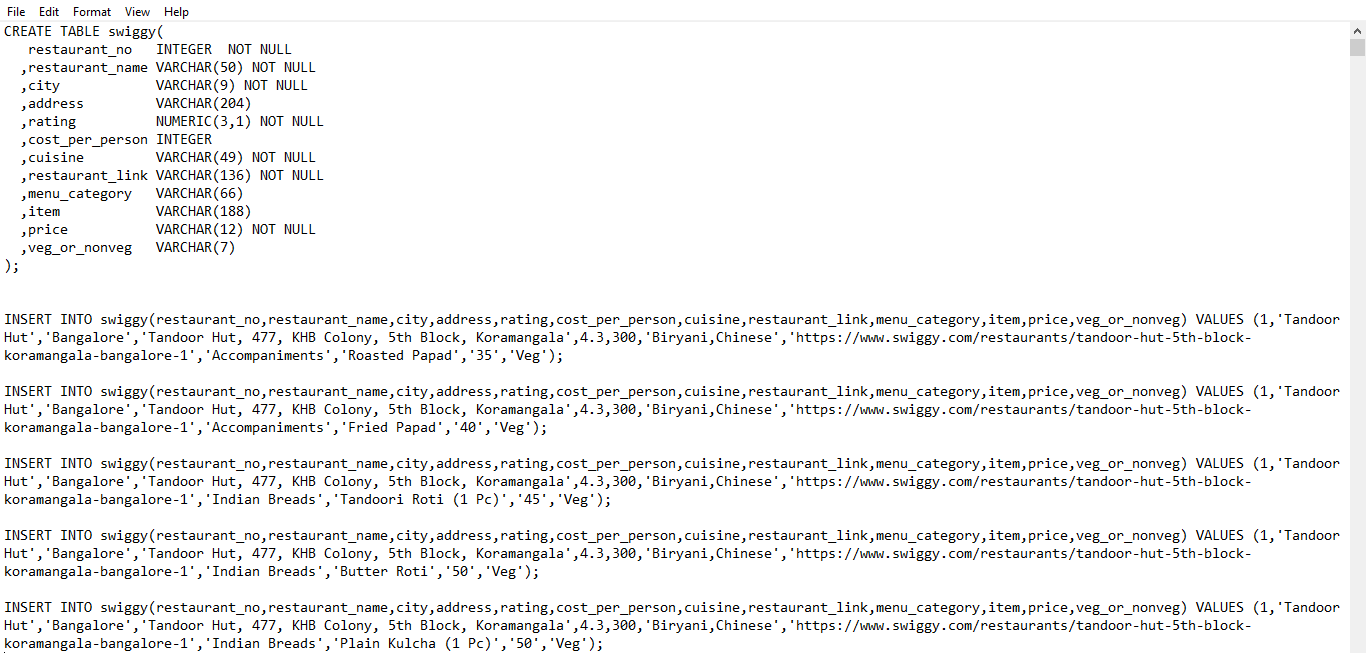 File Edit Format View Help
CREATE TABLE swiggy(
   restaurant_no   INTEGER  NOT NULL
  ,restaurant_name VARCHAR(50) NOT NULL
  ,city            VARCHAR(9) NOT NULL
  ,address         VARCHAR(204)
  ,rating          NUMERIC(3,1) NOT NULL
  ,cost_per_person INTEGER
  ,cuisine         VARCHAR(49) NOT NULL
  ,restaurant_link VARCHAR(136) NOT NULL
  ,menu_category   VARCHAR(66)
  ,item            VARCHAR(188)
  ,price           VARCHAR(12) NOT NULL
  ,veg_or_nonveg   VARCHAR(7)
);
INSERT INTO swiggy(restaurant_no,restaurant_name,city,address,rating,cost_per_person,cuisine,restaurant_link,menu_category,item,price,veg_or_nonveg) VALUES (1,'Tandoor
Hut','Bangalore','Tandoor Hut, 477, KHB Colony, 5th Block, Koramangala',4.3,300,'Biryani,Chinese','https://www.swiggy.com/restaurants/tandoor-hut-5th-block-
koramangala-bangalore-1','Accompaniments','Roasted Papad','35','Veg');
INSERT INTO swiggy(restaurant_no,restaurant_name,city,address,rating,cost_per_person,cuisine,restaurant_link,menu_category,item,price,veg_or_nonveg) VALUES (1,'Tandoor
Hut','Bangalore','Tandoor Hut, 477, KHB Colony, 5th Block, Koramangala',4.3,300,'Biryani,Chinese','https://www.swiggy.com/restaurants/tandoor-hut-5th-block-
koramangala-bangalore-1','Accompaniments','Fried Papad','40','Veg');
INSERT INTO swiggy(restaurant_no,restaurant_name,city,address,rating,cost_per_person,cuisine,restaurant_link,menu_category,item,price,veg_or_nonveg) VALUES (1,'Tandoor
Hut','Bangalore','Tandoor Hut, 477, KHB Colony, 5th Block, Koramangala',4.3,300,'Biryani,Chinese','https://www.swiggy.com/restaurants/tandoor-hut-5th-block-
koramangala-bangalore-1','Indian Breads','Tandoori Roti (1 Pc)','45','Veg');
INSERT INTO swiggy(restaurant_no,restaurant_name,city,address,rating,cost_per_person,cuisine,restaurant_link,menu_category,item,price,veg_or_nonveg) VALUES (1,'Tandoor
Hut','Bangalore','Tandoor Hut, 477, KHB Colony, 5th Block, Koramangala',4.3,300,'Biryani,Chinese','https://www.swiggy.com/restaurants/tandoor-hut-5th-block-
koramangala-bangalore-1','Indian Breads','Butter Roti','50','Veg');
INSERT INTO swiggy(restaurant_no,restaurant_name,city,address,rating,cost_per_person,cuisine,restaurant_link,menu_category,item,price,veg_or_nonveg) VALUES (1,'Tandoor
Hut','Bangalore','Tandoor Hut, 477, KHB Colony, 5th Block, Koramangala',4.3,300,'Biryani,Chinese','https://www.swiggy.com/restaurants/tandoor-hut-5th-block-
koramangala-bangalore-1','Indian Breads','Plain Kulcha (1 Pc)','50','Veg');